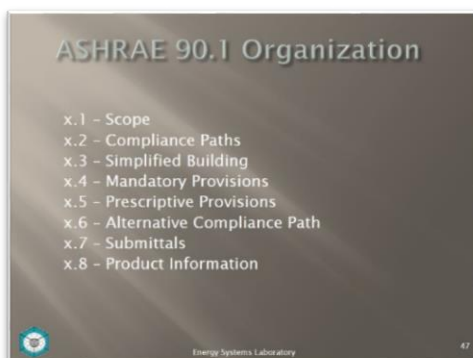 ASHRAE 90.1 Organization
x.1 – Scope
x.2 – Compliance Paths
x.3 – Simplified Building
x.4 – Mandatory Provisions
x.5 – Prescriptive Provisions
x.6 – Alternative Compliance Path
x.7 – Submittals
x.8 – Product Information
Energy Systems Laboratory
47